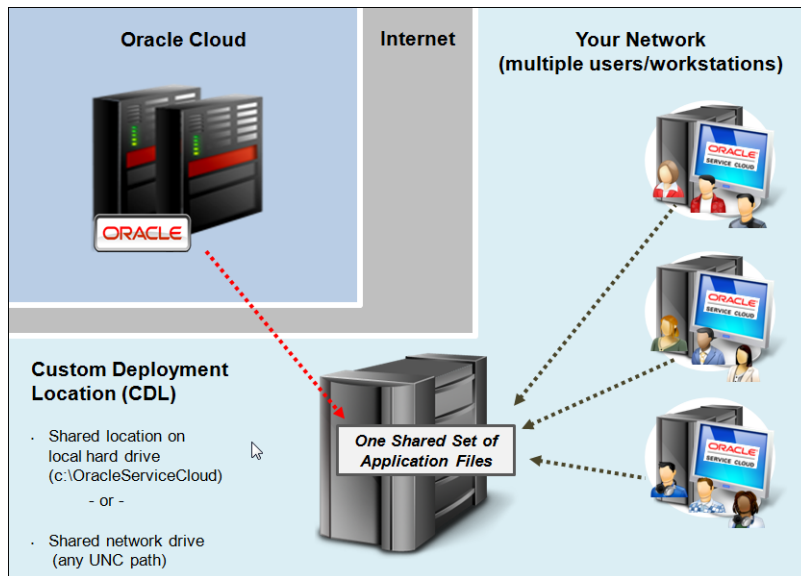 Oracle Cloud
Internet
Your Network
(multiple users/workstations)
ORACLE
ORACLE
SERVICE CLOUD
ORACLE
SERVICE CLOUD
ORACLE
SERVICE CLOUD
Custom Deployment
Location (CDL)
· Shared location on
local hard drive
(c:\OracleServiceCloud)
- or -
· Shared network drive
(any UNC path)
One Shared Set of
Application Files